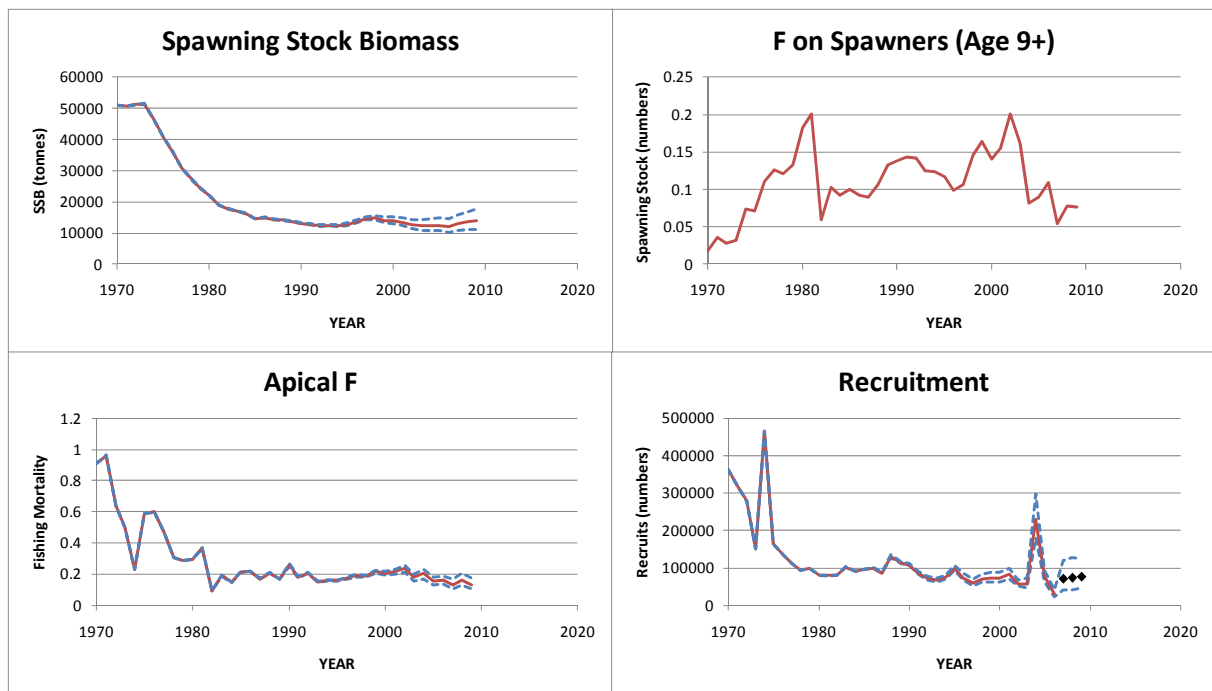 Spawning Stock Biomass
SSB (tonnes)
60000
50000
40000
30000
20000
10000
0
1970 1980 1990 2000 2010 2020
YEAR
F on Spawners (Age 9+)
Spawning Stock (numbers)
0.25
0.2
0.15
0.1
0.05
0
1970 1980 1990 2000 2010 2020
YEAR
Apical F
Fishing Mortality
1.2
1
0.8
0.6
0.4
0.2
0
1970 1980 1990 2000 2010 2020
YEAR
Recruitment
Recruits (numbers)
500000
400000
300000
200000
100000
0
1970 1980 1990 2000 2010 2020
YEAR